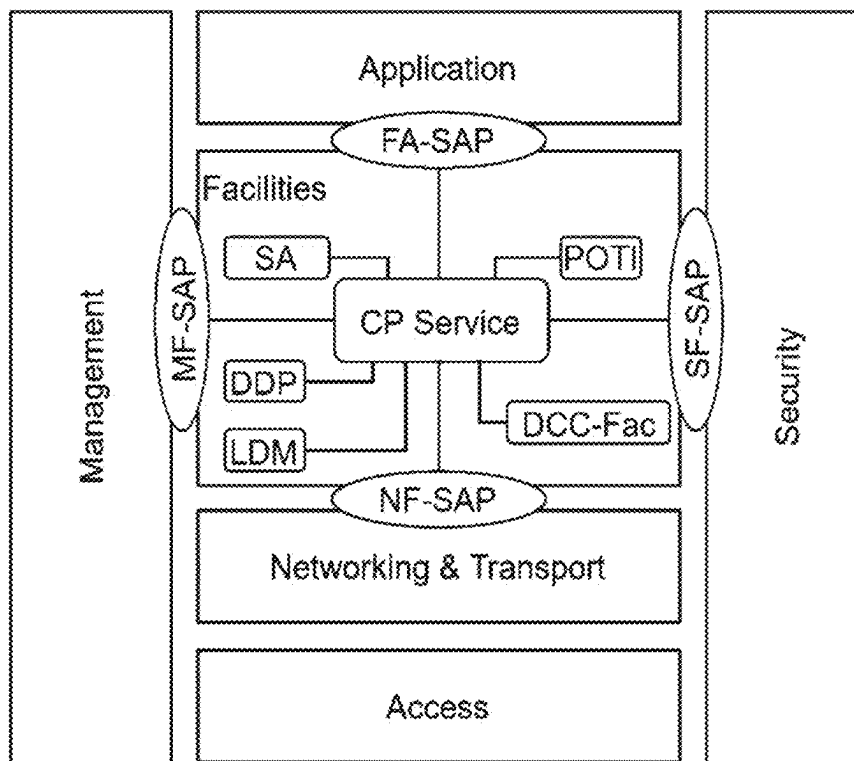 Application
FA-SAP
Facilities
SA
POTI
MF-SAP
CP Service
SF-SAP
Management
DDP
Security
LDM
DCC-Fac
NF-SAP
Networking & Transport
Access